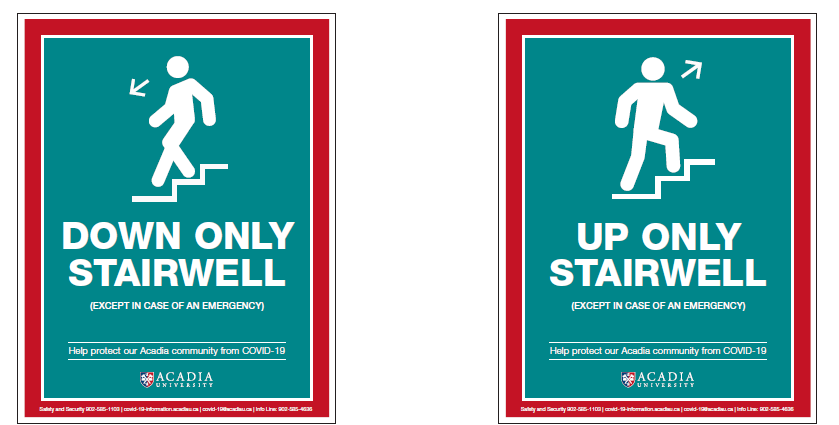 DOWN ONLY
STAIRWELL
(EXCEPT IN CASE OF AN EMERGENCY)
Help protect our Acadia community from COVID-19
ACADIA
UNIVERSITY
Safety and Security 902-585-1103 | covid-19-information.acadiau.ca | covid-19@acadiau.ca | Info Line: 902-585-4636
UP ONLY
STAIRWELL
(EXCEPT IN CASE OF AN EMERGENCY)
Help protect our Acadia community from COVID-19
ACADIA
UNIVERSITY
Safety and Security 902-585-1103 | covid-19-information.acadiau.ca | covid-19@acadiau.ca | Info Line: 902-585-4636